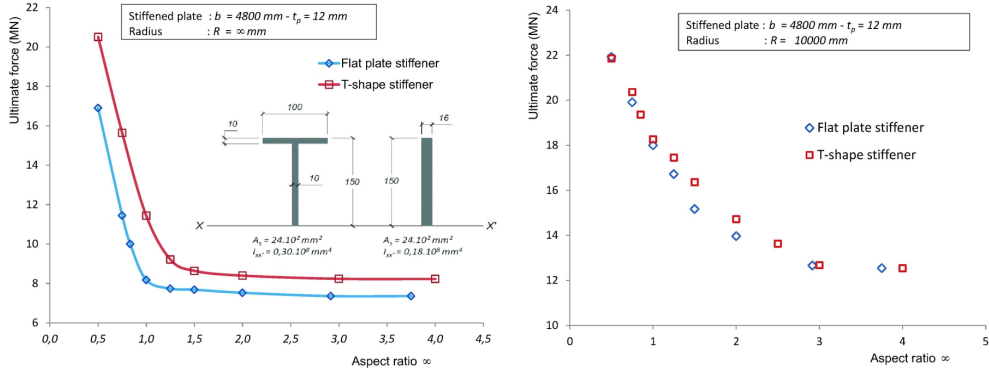 Stiffened plate : b = 4800 mm - tp = 12 mm
Radius : R = ∞ mm
Ultimate force (MN)
22
20
18
16
14
12
10
8
6
Flat plate stiffener
T-shape stiffener
100
10
10
150
16
150
X
X'
As = 24.10² mm²
Ixx' = 0,30.10⁸ mm⁴
As = 24.10² mm²
Ixx' = 0,18.10⁸ mm⁴
0,0 0,5 1,0 1,5 2,0 2,5 3,0 3,5 4,0 4,5
Aspect ratio ∞
Stiffened plate : b = 4800 mm - tp = 12 mm
Radius : R = 10000 mm
Ultimate force (MN)
24
22
20
18
16
14
12
10
Flat plate stiffener
T-shape stiffener
0 1 2 3 4 5
Aspect ratio ∞